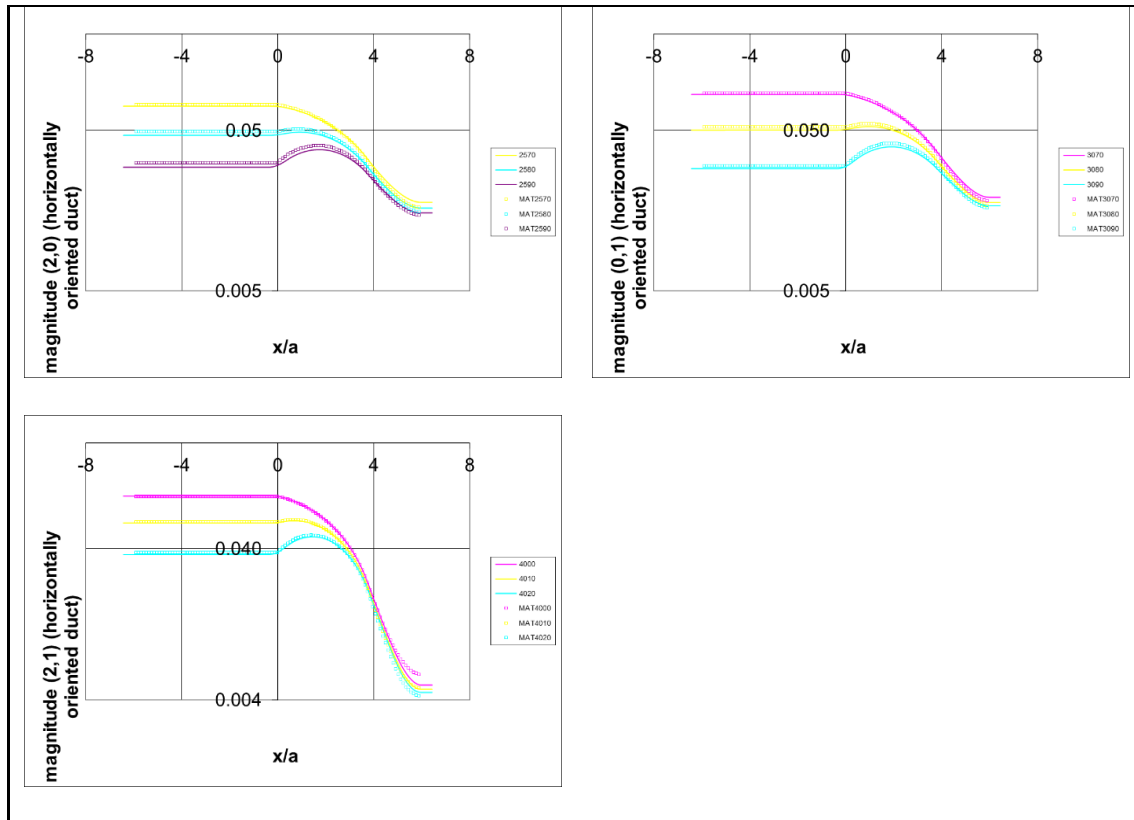 -8 -4 0 4 8
0.05
0.005
magnitude (2,0) (horizontally
oriented duct)
x/a
2570
2580
2590
MAT2570
MAT2580
MAT2590
-8 -4 0 4 8
0.050
0.005
magnitude (0,1) (horizontally
oriented duct)
x/a
3070
3080
3090
MAT3070
MAT3080
MAT3090
-8 -4 0 4 8
0.040
0.004
magnitude (2,1) (horizontally
oriented duct)
x/a
4000
4010
4020
MAT4000
MAT4010
MAT4020